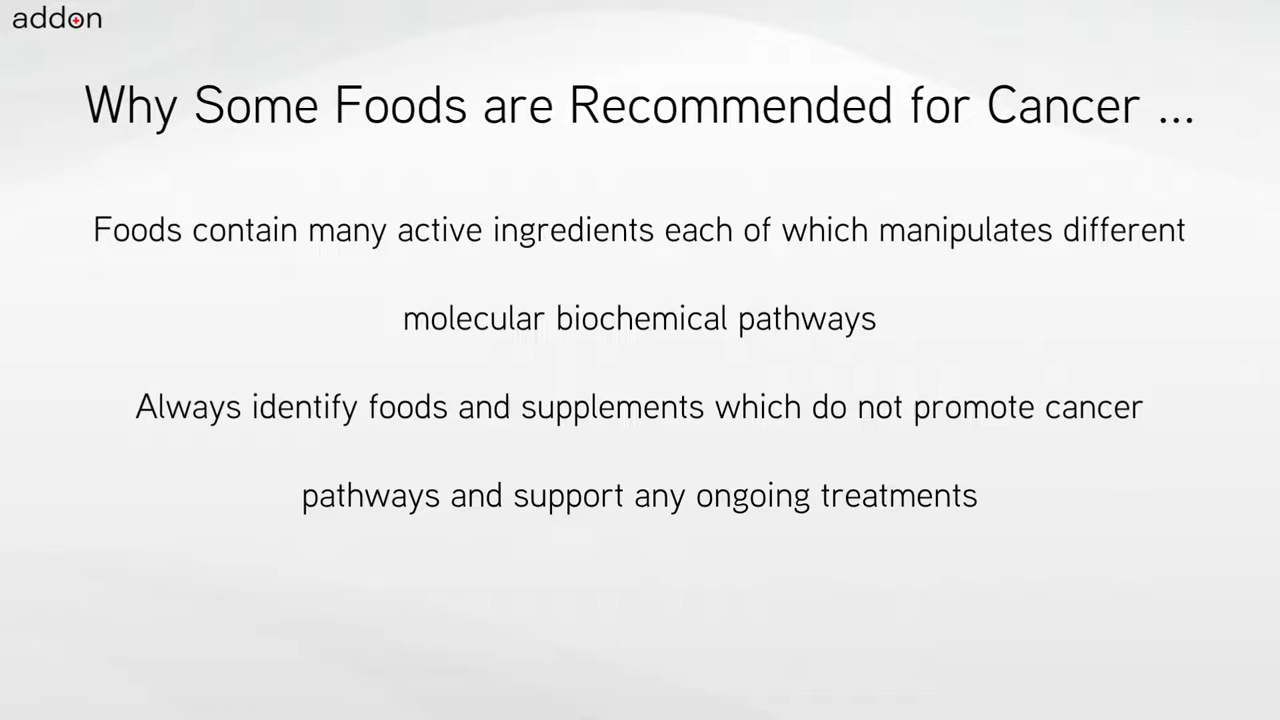 addon
Why Some Foods are Recommended for Cancer ...
Foods contain many active ingredients each of which manipulates different
molecular biochemical pathways
Always identify foods and supplements which do not promote cancer
pathways and support any ongoing treatments